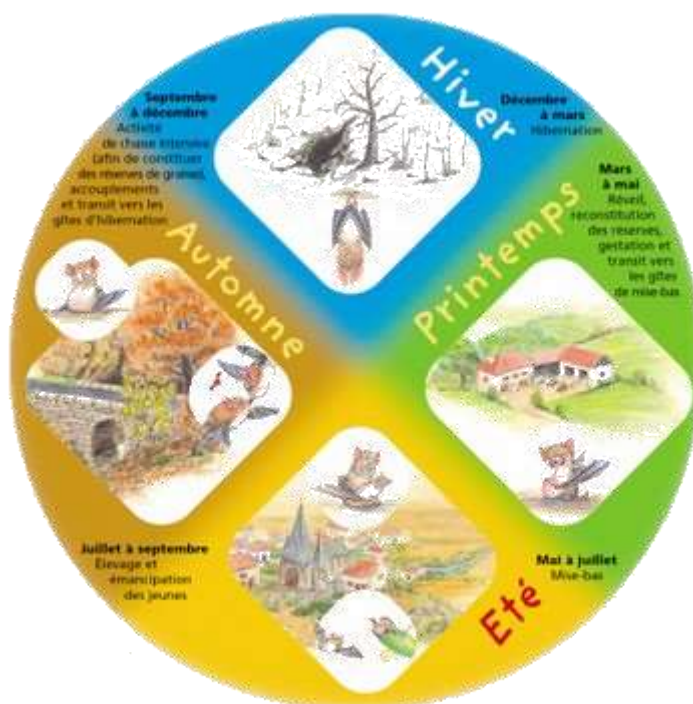 Hiver
Septembre
à décembre
Activité
de chasse intensive
(afin de constituer
des réserves de graisse),
accouplements
et transit vers les
gîtes d'hibernation
Décembre
à mars
Hibernation
Mars
à mai
Réveil,
reconstitution
des réserves,
gestation et
transit vers
les gîtes
de mise-bas
Automne
Printemps
Juillet à septembre
Elevage et
émancipation
des jeunes
Mai à juillet
Mise-bas
Eté